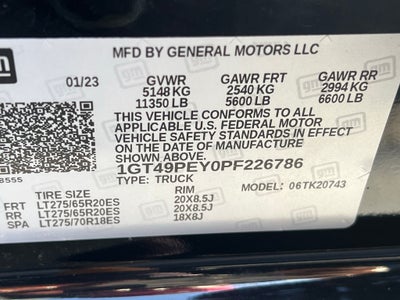 gm
MFD BY GENERAL MOTORS LLC
01/23 GVWR GAWR FRT GAWR RR
5148 KG 2540 KG 2994 KG
11350 LB 5600 LB 6600 LB
THIS VEHICLE CONFORMS TO ALL
APPLICABLE U.S. FEDERAL MOTOR
VEHICLE SAFETY STANDARDS IN EFFECT
ON THE DATE OF MANUFACTURE
SHOWN ABOVE.
1GT49PEY0PF226786
8555 TYPE: TRUCK
TIRE SIZE RIM MODEL: 06TK20743
FRT LT275/65R20ES 20X8.5J
RR LT275/65R20ES 20X8.5J
SPA LT275/70R18ES 18X8J